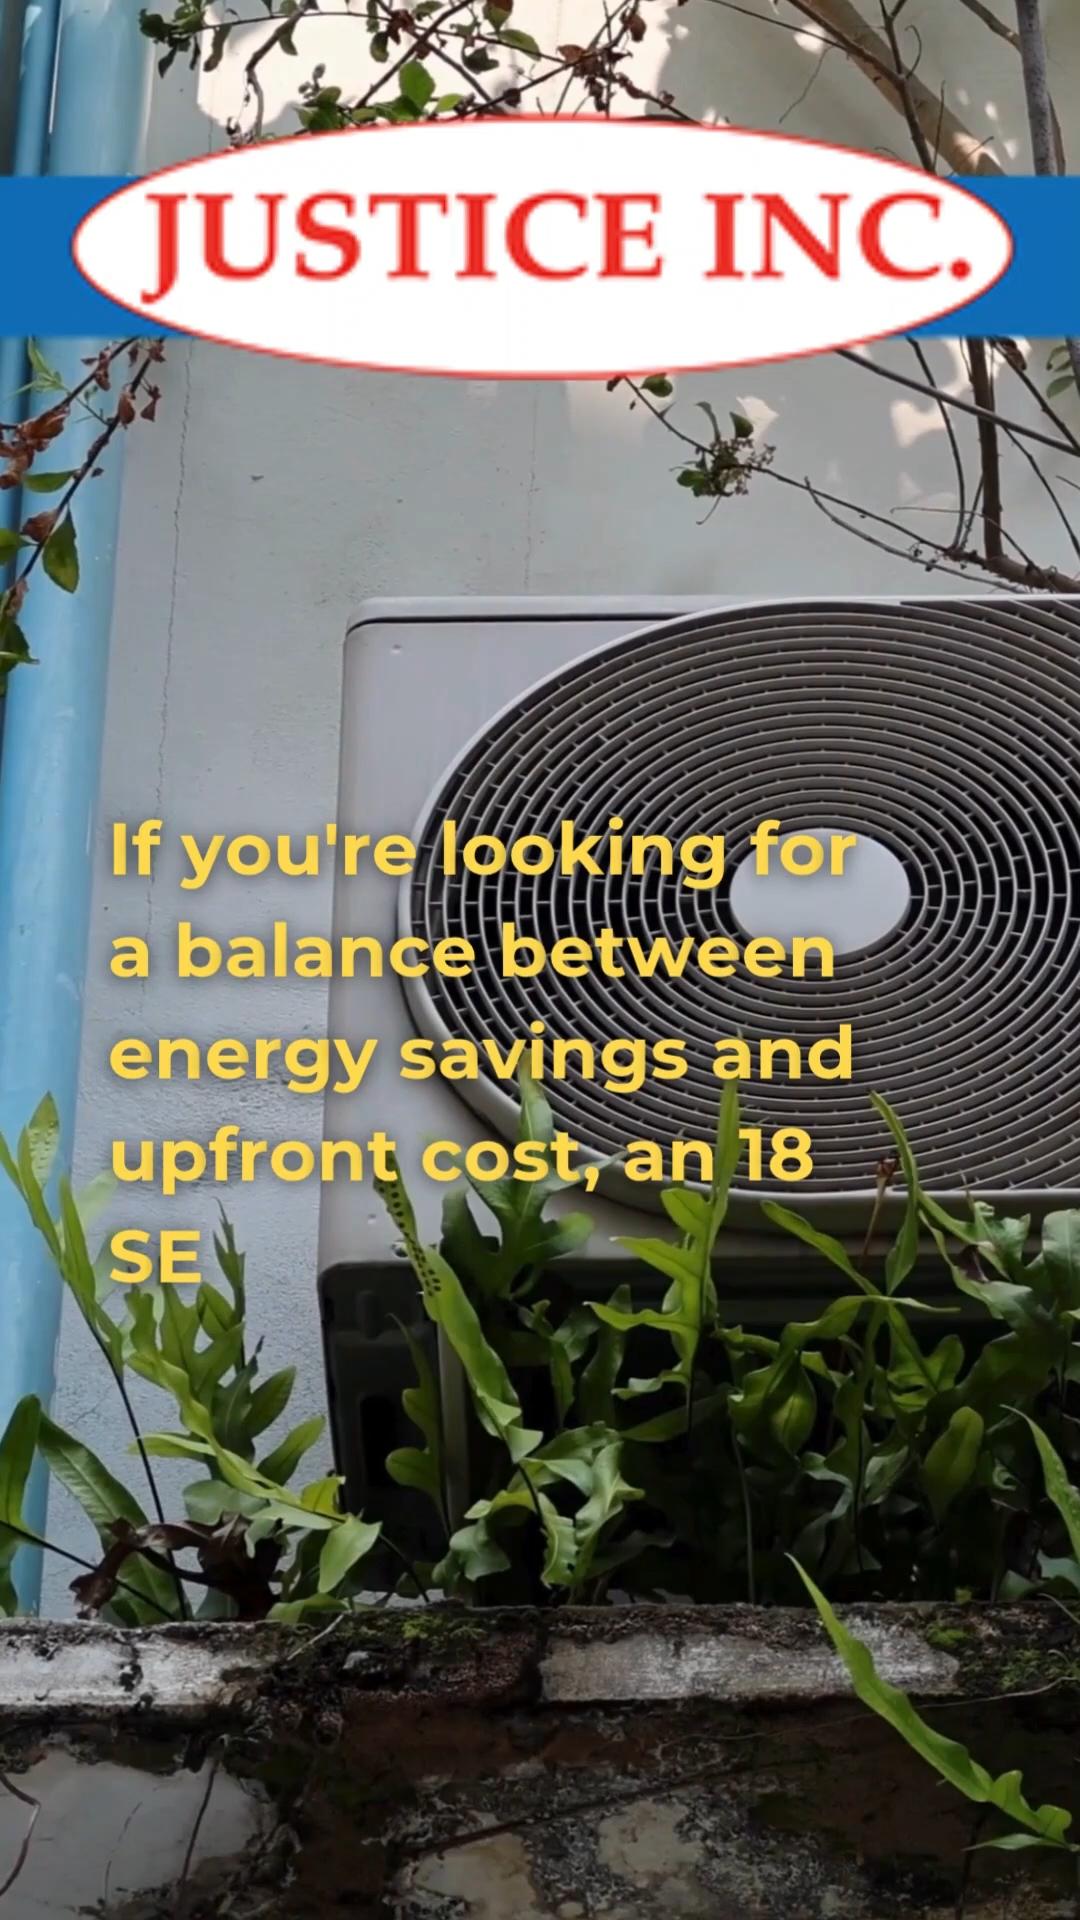 JUSTICE INC.
If you're looking for
a balance between
energy savings and
upfront cost, an 18
SE